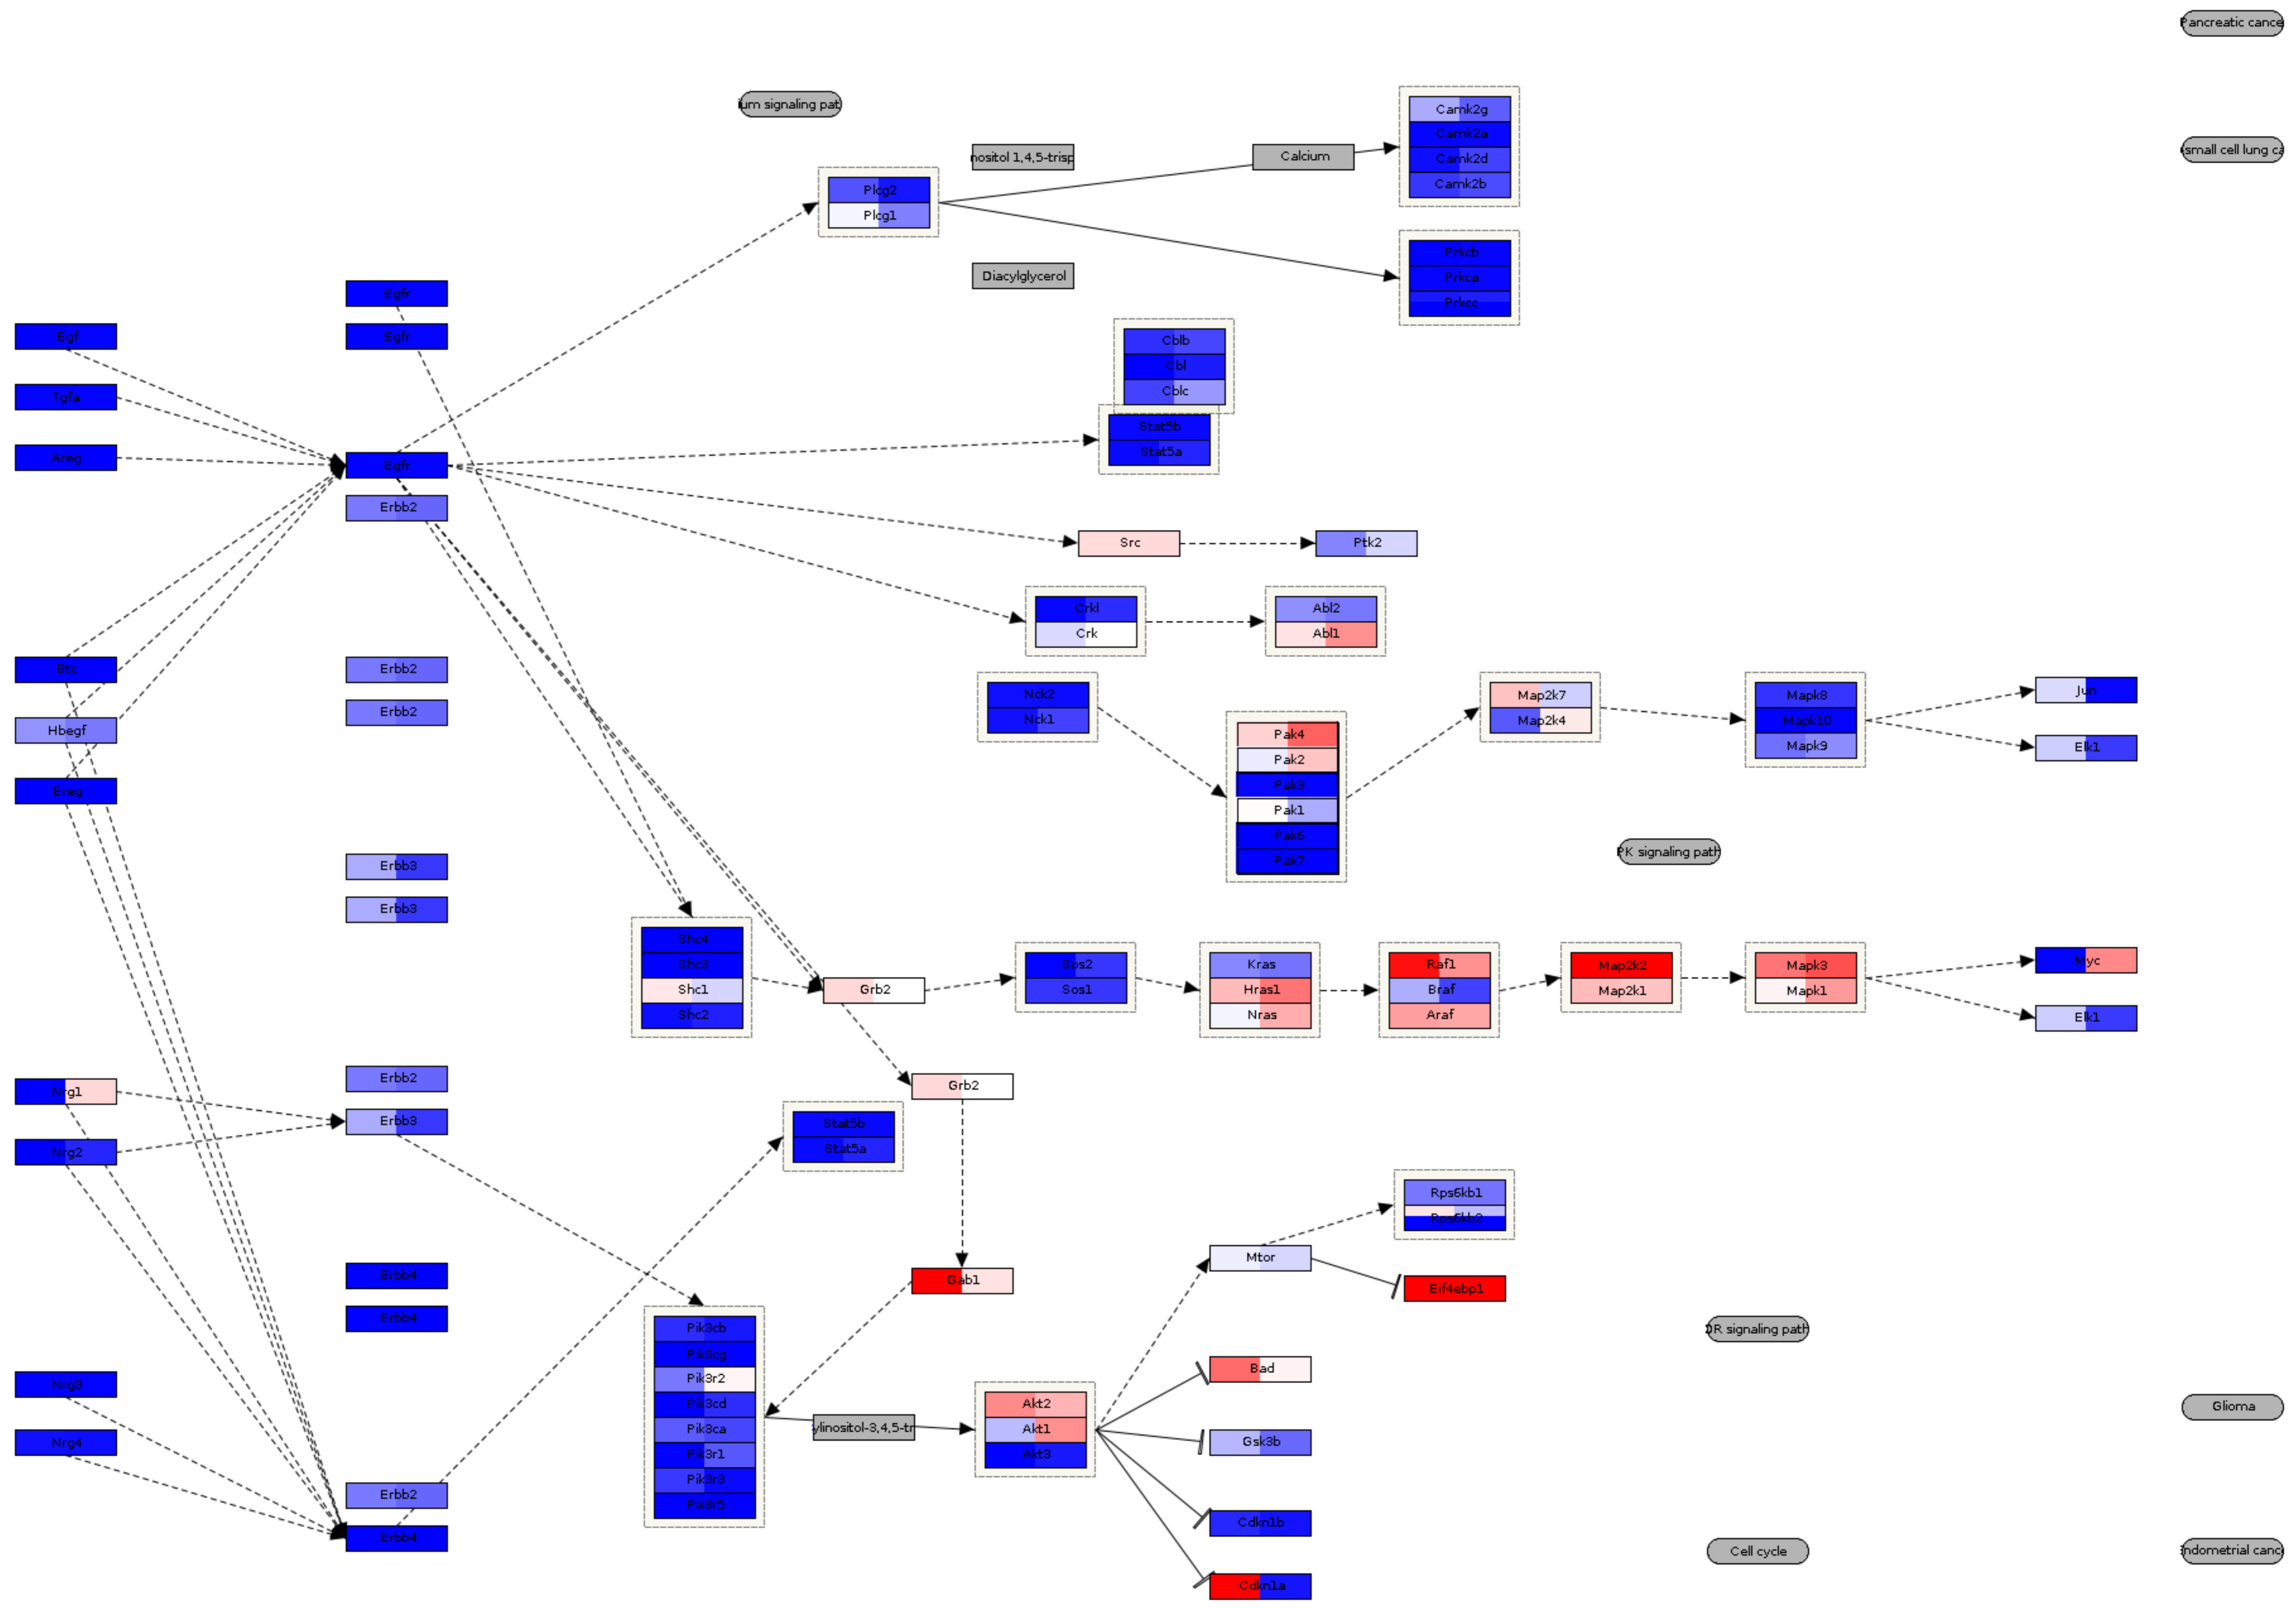 Pancreatic cance
ium signaling pat
Camk2g
Camk2a
Camk2d
Camk2b
small cell lung ca
nositol 1,4,5-trisp
Calcium
Plcg2
Plcg1
Diacylglycerol
Prkcb
Prkca
Prkcc
Egfr
Egf
Egfr
Cblb
Cbl
Cblc
Tgfa
Stat5b
Stat5a
Areg
Egfr
Erbb2
Src
Ptk2
Crkl
Crk
Abl2
Abl1
Btc
Erbb2
Nck2
Nck1
Map2k7
Map2k4
Mapk8
Mapk10
Mapk9
Jun
Hbegf
Erbb2
Pak4
Pak2
Pak3
Pak1
Pak6
Pak7
Elk1
Ereg
Erbb3
PK signaling path
Erbb3
Shc4
Shc3
Shc1
Shc2
Grb2
Sos2
Sos1
Kras
Hras1
Nras
Raf1
Braf
Araf
Map2k2
Map2k1
Mapk3
Mapk1
Myc
Elk1
Nrg1
Erbb2
Grb2
Nrg2
Erbb3
Stat5b
Stat5a
Rps6kb1
Rps6kb2
Mtor
Erbb4
Gab1
Eif4ebp1
Erbb4
OR signaling path
Pik3cb
Pik3cg
Pik3r2
Pik3cd
Pik3ca
Pik3r1
Pik3r3
Pik3r5
Bad
Nrg3
Akt2
Akt1
Akt3
Glioma
Nrg4
ylinositol-3,4,5-tr
Gsk3b
Erbb2
Cdkn1b
Erbb4
Cell cycle
Endometrial canc
Cdkn1a